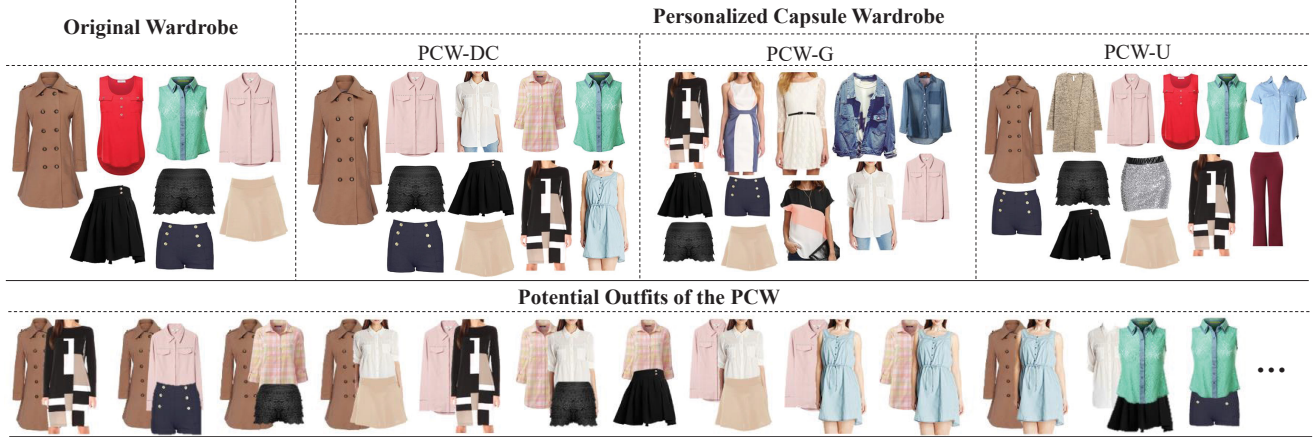 Original Wardrobe
Personalized Capsule Wardrobe
PCW-DC
PCW-G
PCW-U
Potential Outfits of the PCW
...